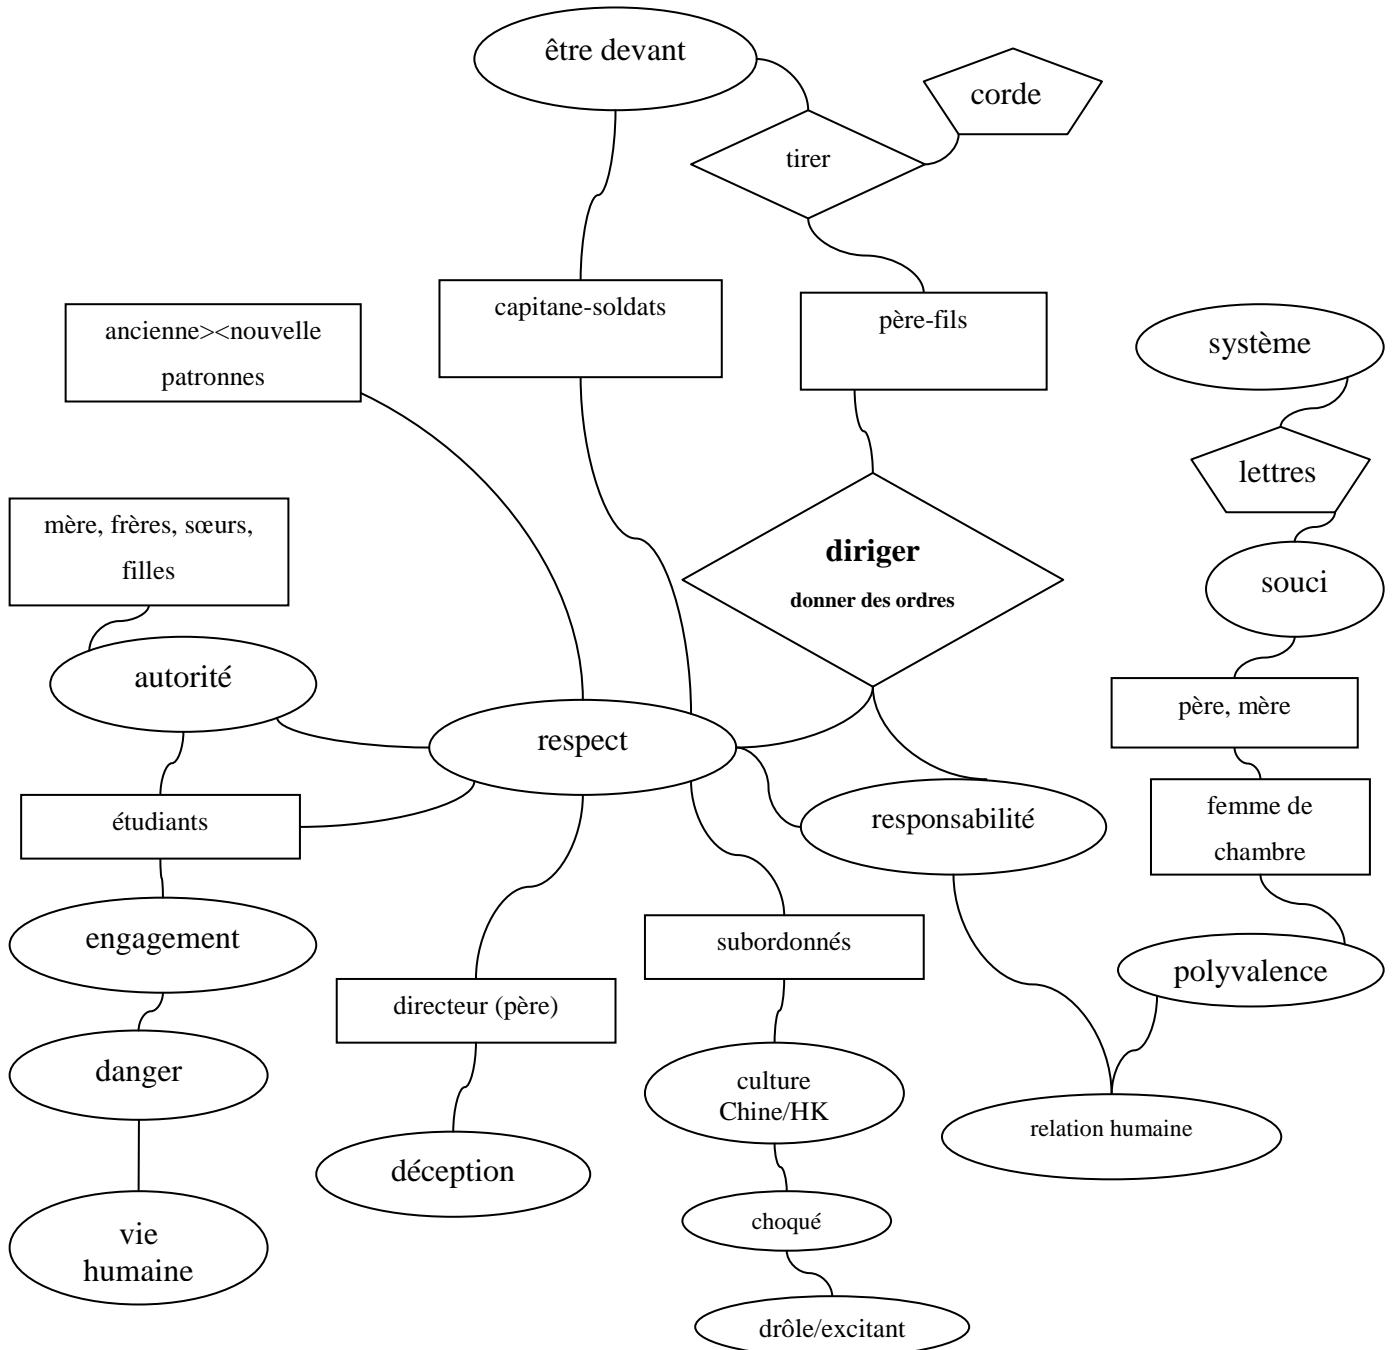 être devant
corde
tirer
capitane-soldats
père-fils
ancienne><nouvelle
patronnes
système
lettres
mère, frères, sœurs,
filles
diriger
donner des ordres
souci
autorité
respect
père, mère
étudiants
responsabilité
femme de
chambre
engagement
subordonnés
polyvalence
directeur (père)
danger
culture
Chine/HK
relation humaine
déception
choqué
vie
humaine
drôle/excitant